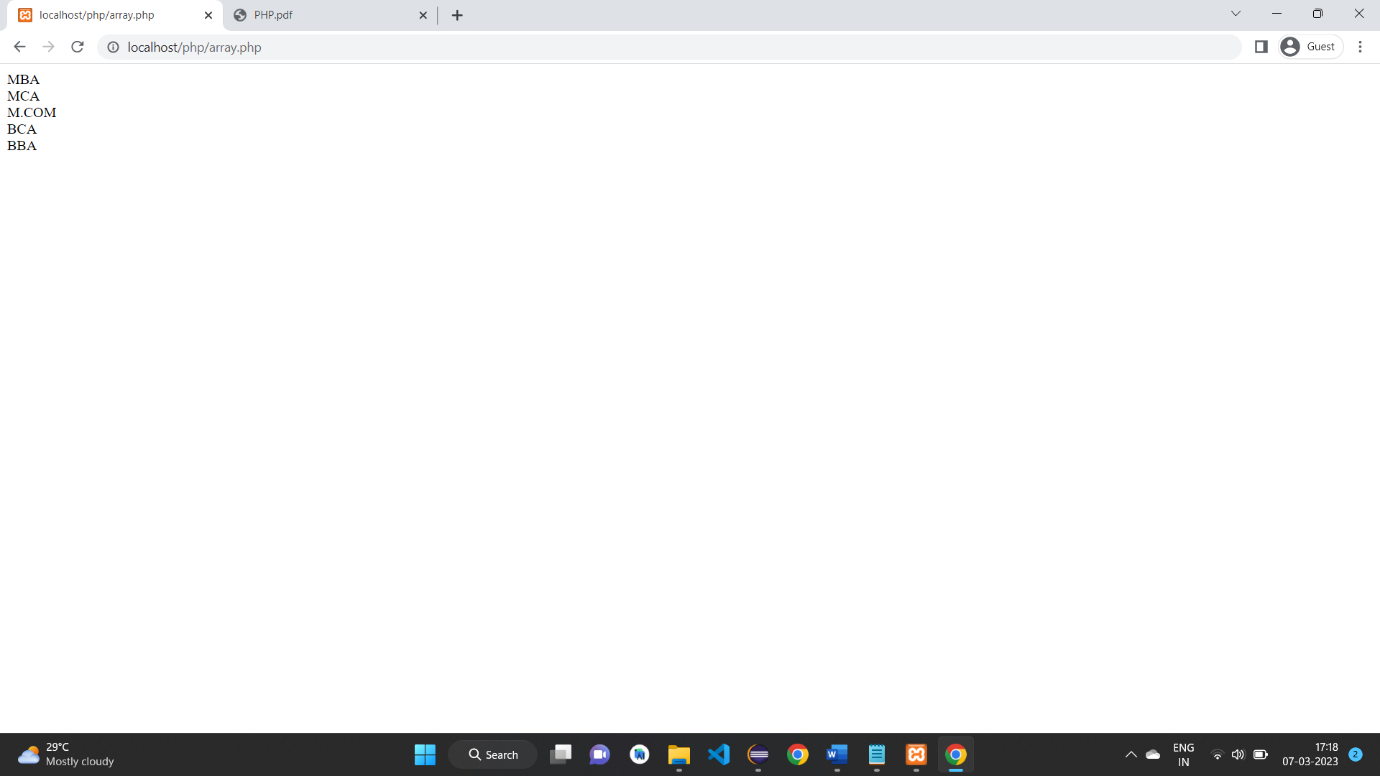 localhost/php/array.php
PHP.pdf
localhost/php/array.php
Guest
MBA
MCA
M.COM
BCA
BBA
29°C
Mostly cloudy
Search
ENG
IN
17:18
07-03-2023
2